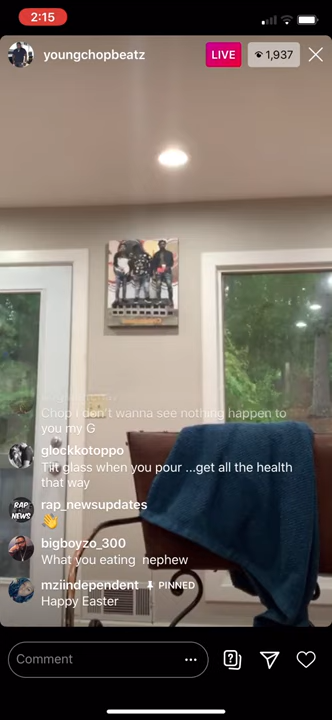 2:15
youngchopbeatz
LIVE
1,937
Chop I don't wanna see nothing happen to
you my G
glockkotoppo
Tilt glass when you pour ...get all the health
that way
RAP
NEWS
rap_newsupdates
👋
bigboyzo_300
What you eating nephew
mziindependent PINNED
Happy Easter
Comment